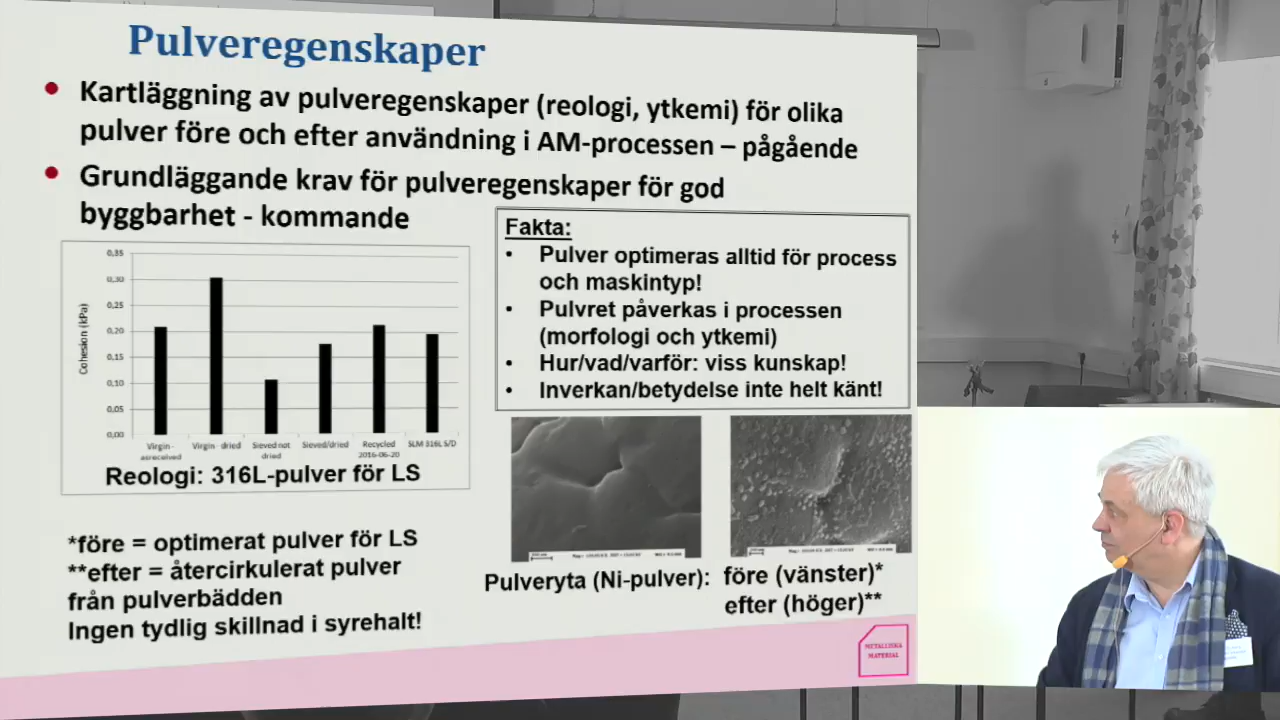 Pulveregenskaper
• Kartläggning av pulveregenskaper (reologi, ytkemi) för olika
pulver före och efter användning i AM-processen – pågående
• Grundläggande krav för pulveregenskaper för god
byggbarhet - kommande
Fakta:
• Pulver optimeras alltid för process
och maskintyp!
• Pulvret påverkas i processen
(morfologi och ytkemi)
• Hur/vad/varför: viss kunskap!
• Inverkan/betydelse inte helt känt!
Cohesion (kPa)
0,35
0,30
0,25
0,20
0,15
0,10
0,05
0,00
Virgin - asreceived
Virgin - dried
Sieved not dried
Sieved/dried
Recycled 2016-06-20
SLM 316L S/D
Reologi: 316L-pulver för LS
*före = optimerat pulver för LS
**efter = återcirkulerat pulver
från pulverbädden
Ingen tydlig skillnad i syrehalt!
Pulveryta (Ni-pulver): före (vänster)*
efter (höger)**
METALLISKA
MATERIAL